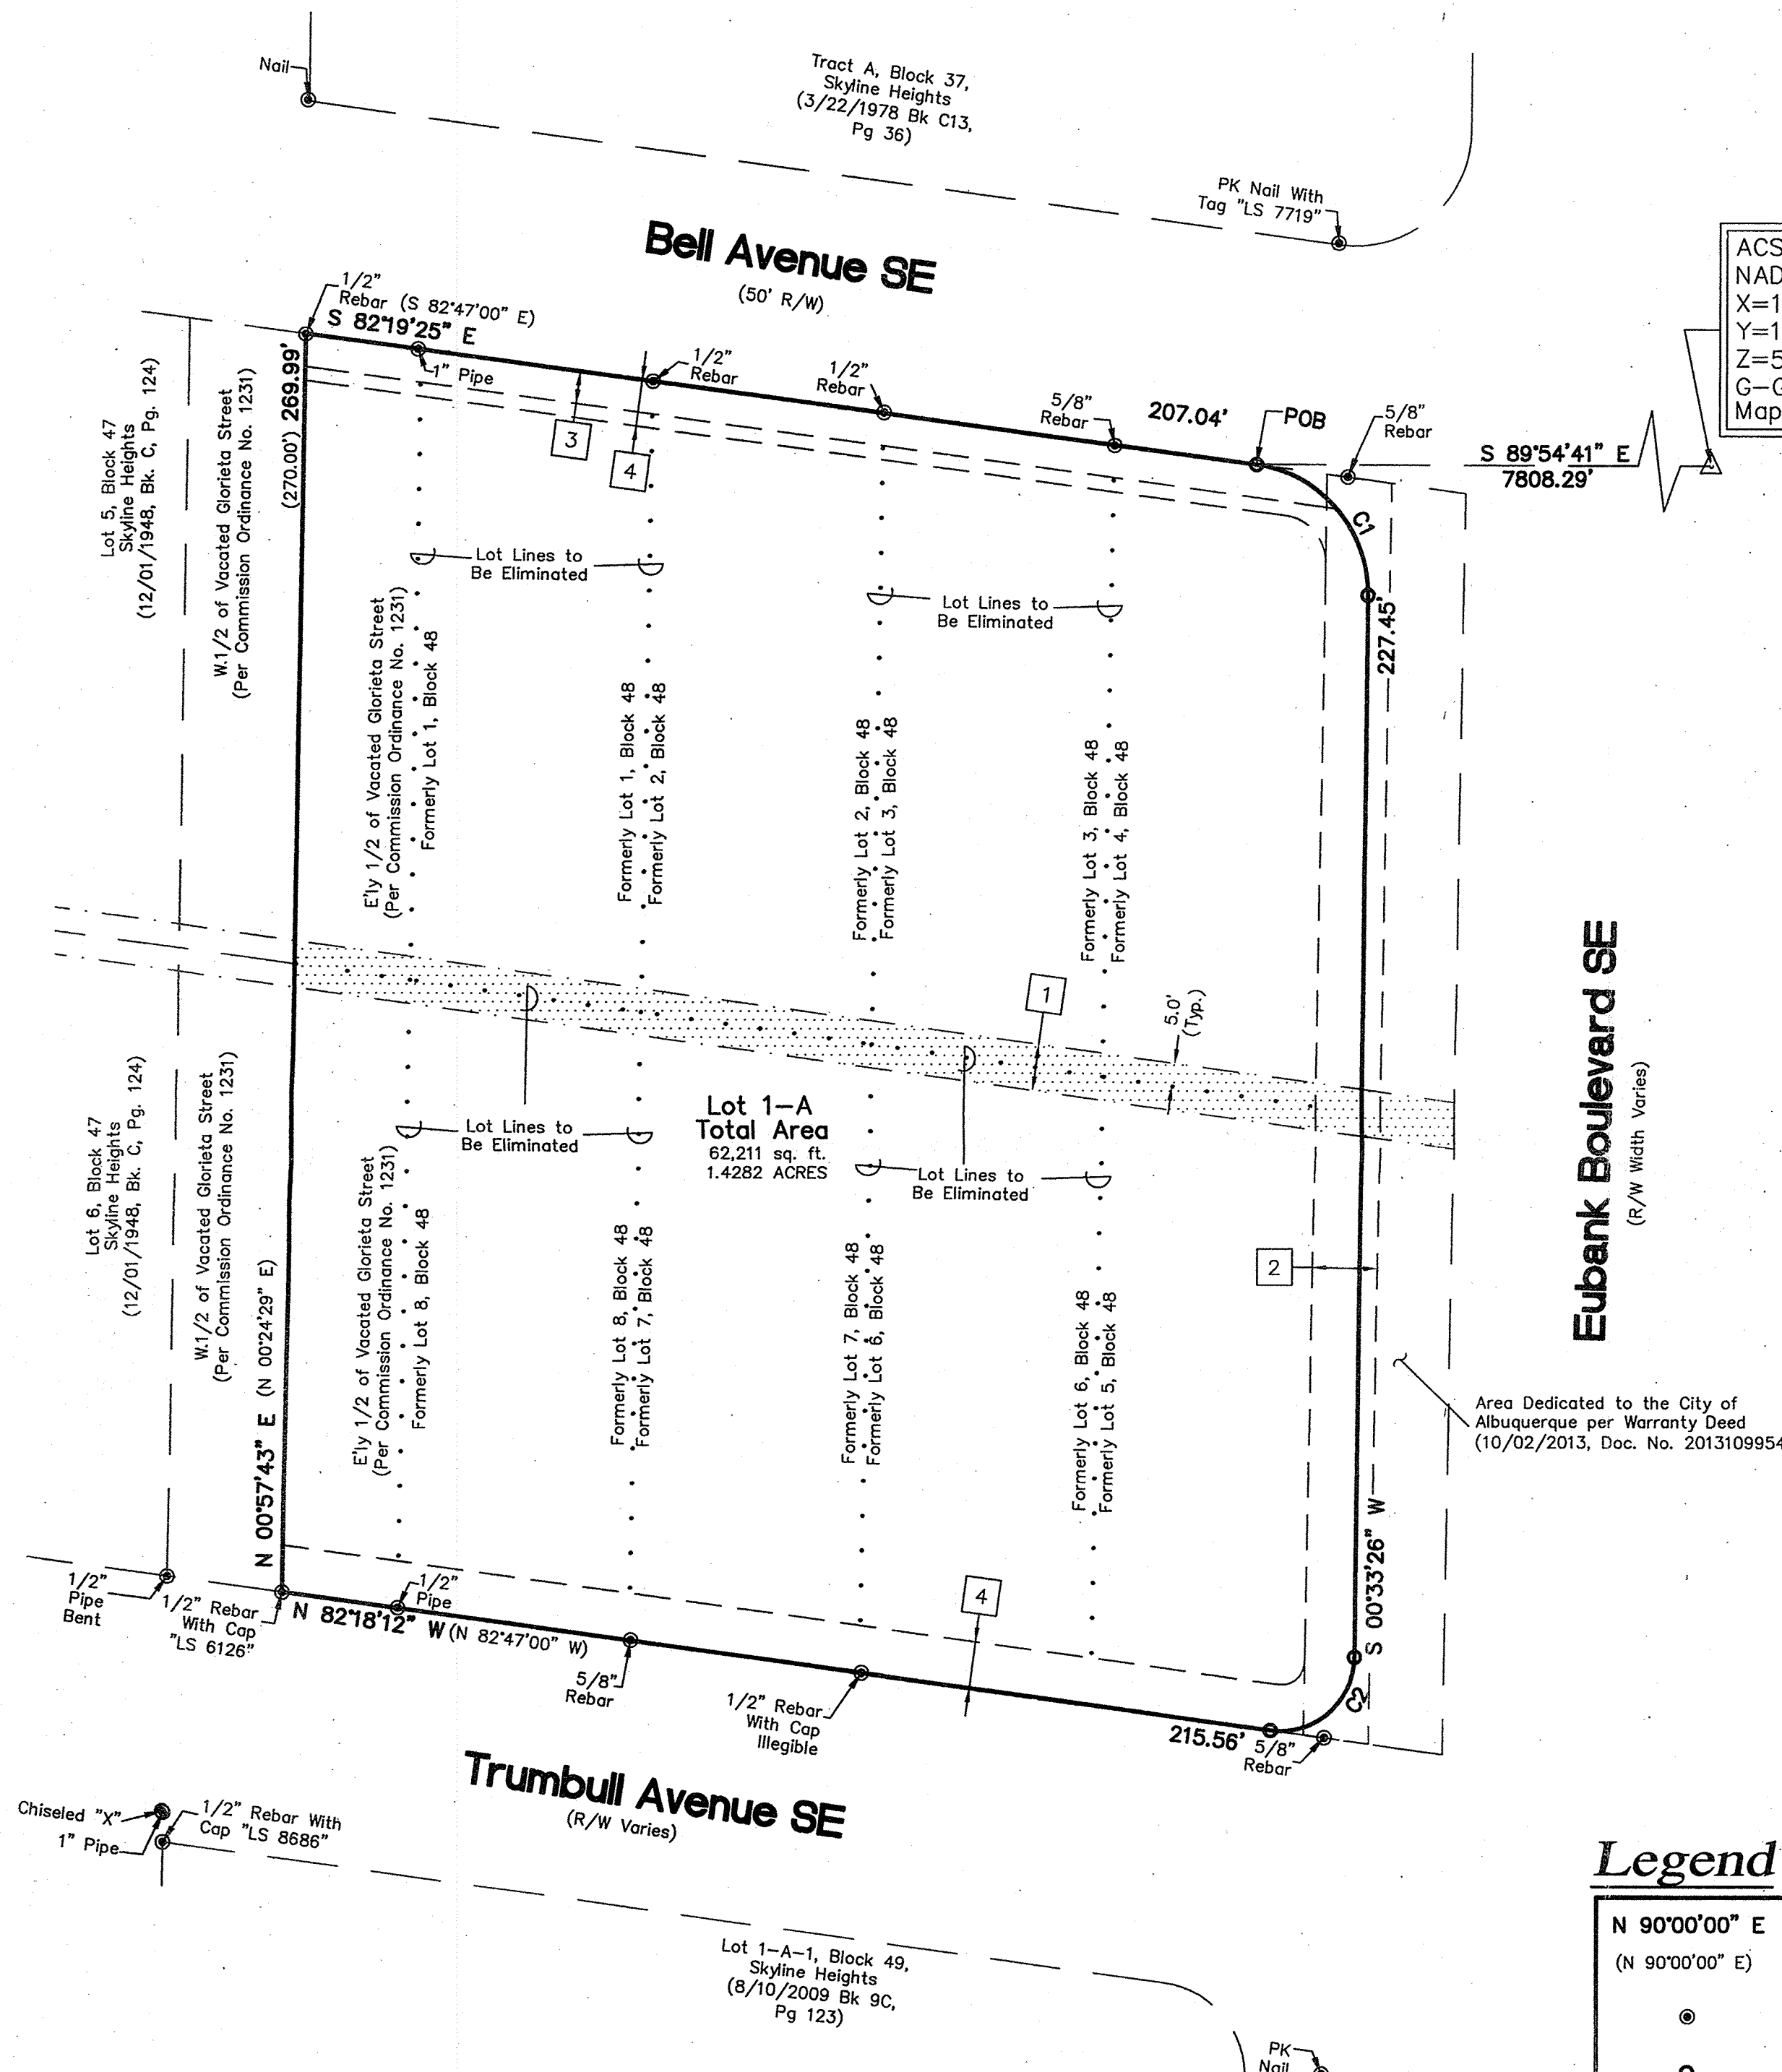 Nail
Tract A, Block 37,
Skyline Heights
(3/22/1978 Bk C13,
Pg 36)
PK Nail With
Tag "LS 7719"
Bell Avenue SE
(50' R/W)
ACS
NAD
X=1
Y=1
Z=5
G-G
Map
1/2"
Rebar (S 82°47'00" E)
S 82°19'25" E
1" Pipe
1/2"
Rebar
1/2"
Rebar
5/8"
Rebar
207.04'
POB
5/8"
Rebar
S 89°54'41" E
7808.29'
3
4
C1
227.45'
(270.00') 269.99'
Lot 5, Block 47
Skyline Heights
(12/01/1948, Bk. C, Pg. 124)
W.1/2 of Vacated Glorieta Street
(Per Commission Ordinance No. 1231)
Lot Lines to
Be Eliminated
Lot Lines to
Be Eliminated
E'ly 1/2 of Vacated Glorieta Street
(Per Commission Ordinance No. 1231)
Formerly Lot 1, Block 48
Formerly Lot 1, Block 48
Formerly Lot 2, Block 48
Formerly Lot 2, Block 48
Formerly Lot 3, Block 48
Formerly Lot 3, Block 48
Formerly Lot 4, Block 48
1
5.0'
(Typ.)
Eubank Boulevard SE
(R/W Width Varies)
Lot 6, Block 47
Skyline Heights
(12/01/1948, Bk. C, Pg. 124)
W.1/2 of Vacated Glorieta Street
(Per Commission Ordinance No. 1231)
Lot Lines to
Be Eliminated
Lot 1-A
Total Area
62,211 sq. ft.
1.4282 ACRES
Lot Lines to
Be Eliminated
2
E'ly 1/2 of Vacated Glorieta Street
(Per Commission Ordinance No. 1231)
Formerly Lot 8, Block 48
Formerly Lot 8, Block 48
Formerly Lot 7, Block 48
Formerly Lot 7, Block 48
Formerly Lot 6, Block 48
Formerly Lot 6, Block 48
Formerly Lot 5, Block 48
Area Dedicated to the City of
Albuquerque per Warranty Deed
(10/02/2013, Doc. No. 2013109954
N 00°57'43" E (N 00°24'29" E)
S 00°33'26" W
1/2"
Pipe
Bent
1/2" Rebar
With Cap
"LS 6126"
1/2"
Pipe
N 82°18'12" W (N 82°47'00" W)
5/8"
Rebar
4
1/2" Rebar
With Cap
Illegible
215.56'
5/8"
Rebar
C2
Trumbull Avenue SE
(R/W Varies)
Chiseled "X"
1" Pipe
1/2" Rebar With
Cap "LS 8686"
Lot 1-A-1, Block 49,
Skyline Heights
(8/10/2009 Bk 9C,
Pg 123)
PK
Nail
Legend
N 90°00'00" E
(N 90°00'00" E)